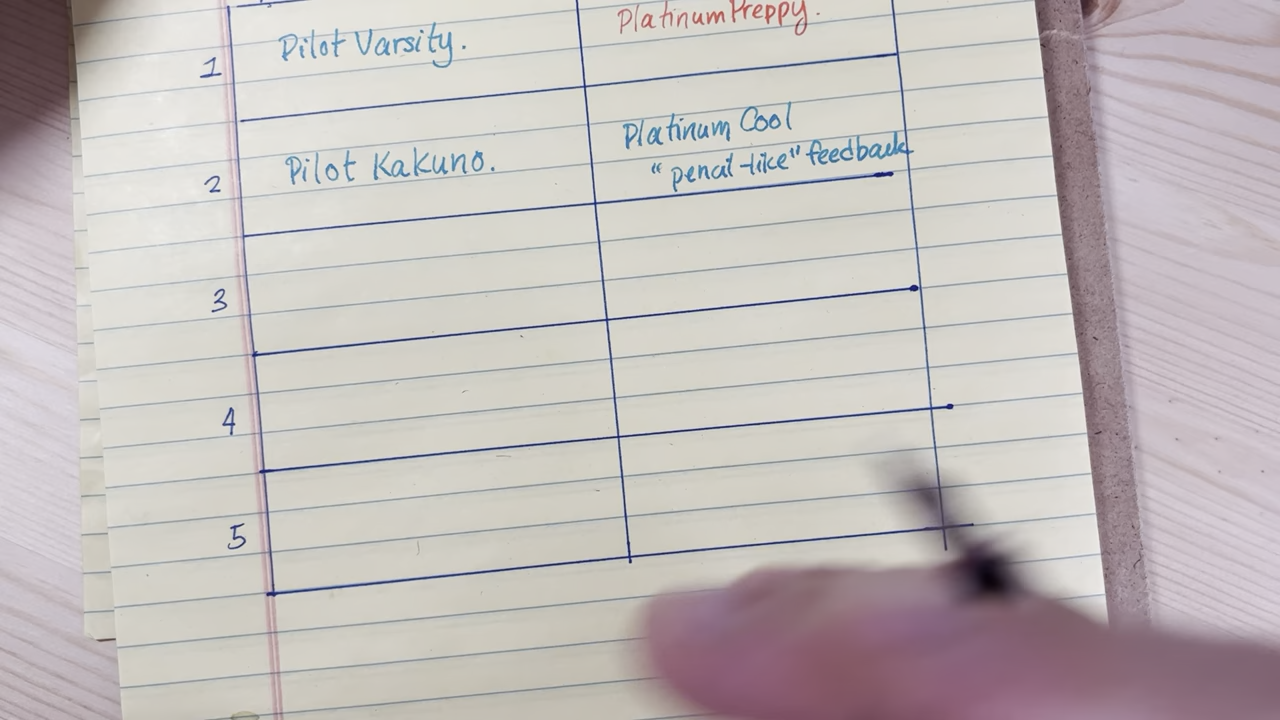 1 Pilot Varsity. Platinum Preppy.
2 Pilot Kakuno. Platinum Cool
"pencil-like" feedback
3
4
5